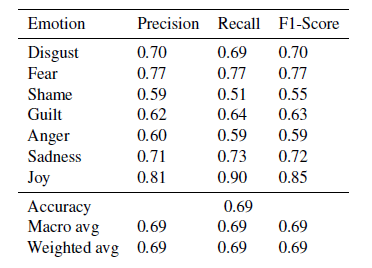 Emotion Precision Recall F1-Score
Disgust 0.70 0.69 0.70
Fear 0.77 0.77 0.77
Shame 0.59 0.51 0.55
Guilt 0.62 0.64 0.63
Anger 0.60 0.59 0.59
Sadness 0.71 0.73 0.72
Joy 0.81 0.90 0.85
Accuracy 0.69
Macro avg 0.69 0.69 0.69
Weighted avg 0.69 0.69 0.69